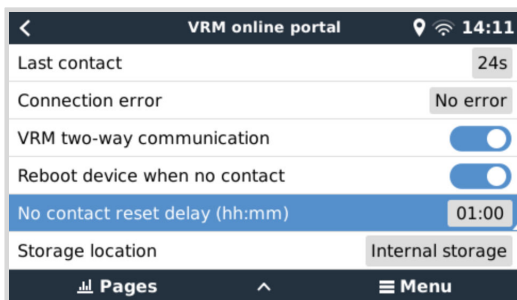 VRM online portal 14:11
Last contact 24s
Connection error No error
VRM two-way communication
Reboot device when no contact
No contact reset delay (hh:mm) 01:00
Storage location Internal storage
Pages Menu